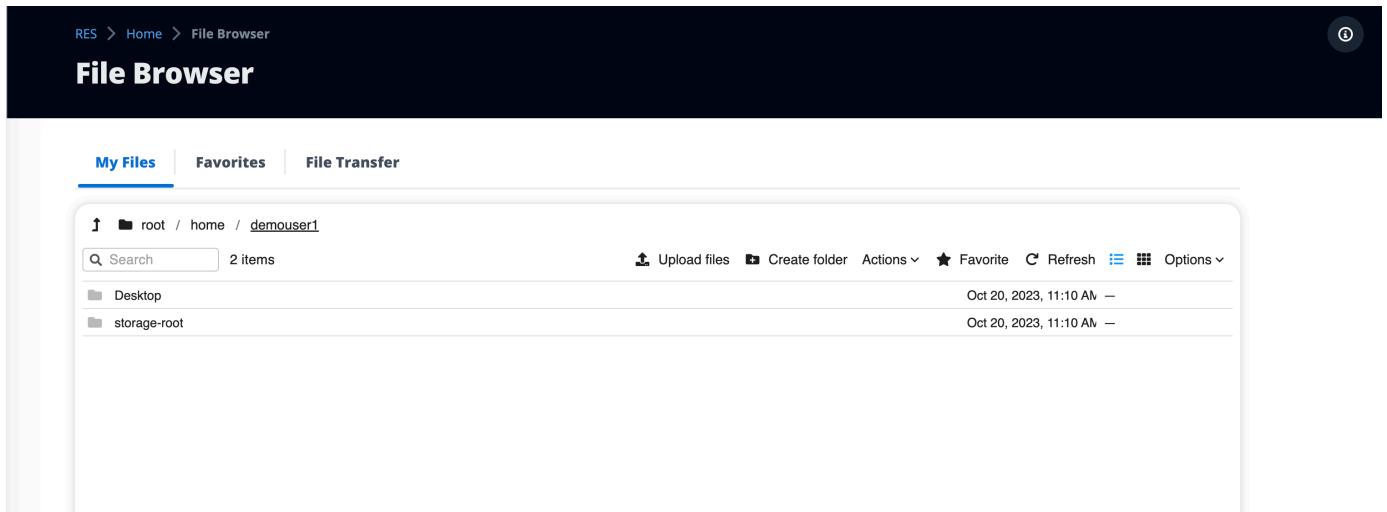 RES > Home > File Browser
File Browser
My Files Favorites File Transfer
root / home / demouser1
Search 2 items Upload files Create folder Actions Favorite Refresh Options
Desktop Oct 20, 2023, 11:10 AM —
storage-root Oct 20, 2023, 11:10 AM —